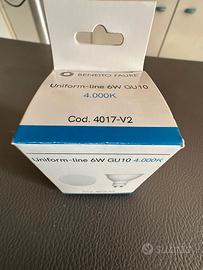 BENEITO FAURE
Uniform-line 6W GU10
4.000K
Cod. 4017-V2
Uniform-line 6W GU10 4.000K
subito